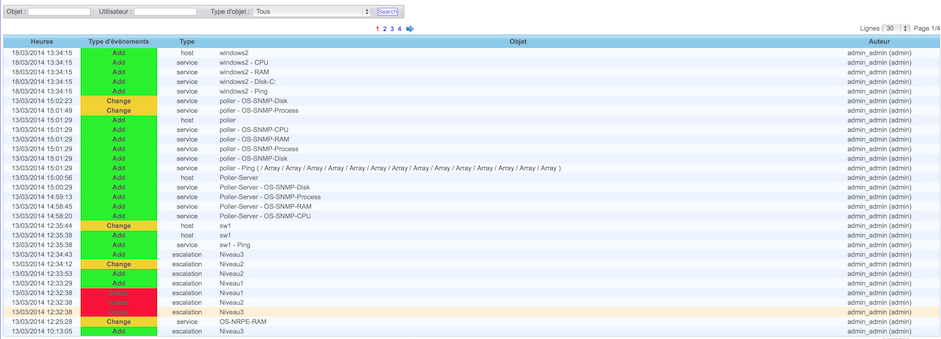 Objet : Utilisateur : Type d'objet : Tous Search
1 2 3 4 Lignes 30 Page 1/4
Heures Type d'évènements Type Objet Auteur
18/03/2014 13:34:15 Add host windows2 admin_admin (admin)
18/03/2014 13:34:15 Add service windows2 - CPU admin_admin (admin)
18/03/2014 13:34:15 Add service windows2 - RAM admin_admin (admin)
18/03/2014 13:34:15 Add service windows2 - Disk-C: admin_admin (admin)
18/03/2014 13:34:15 Add service windows2 - Ping admin_admin (admin)
13/03/2014 15:02:23 Change service poller - OS-SNMP-Disk admin_admin (admin)
13/03/2014 15:01:49 Change service poller - OS-SNMP-Process admin_admin (admin)
13/03/2014 15:01:29 Add host poller admin_admin (admin)
13/03/2014 15:01:29 Add service poller - OS-SNMP-CPU admin_admin (admin)
13/03/2014 15:01:29 Add service poller - OS-SNMP-RAM admin_admin (admin)
13/03/2014 15:01:29 Add service poller - OS-SNMP-Process admin_admin (admin)
13/03/2014 15:01:29 Add service poller - OS-SNMP-Disk admin_admin (admin)
13/03/2014 15:01:29 Add service poller - Ping ( / Array / Array / Array / Array / Array / Array / Array / Array / Array / Array / Array / Array / Array / Array )  admin_admin (admin)
13/03/2014 15:00:56 Add host Poller-Server admin_admin (admin)
13/03/2014 15:00:29 Add service Poller-Server - OS-SNMP-Disk admin_admin (admin)
13/03/2014 14:59:13 Add service Poller-Server - OS-SNMP-Process admin_admin (admin)
13/03/2014 14:58:45 Add service Poller-Server - OS-SNMP-RAM admin_admin (admin)
13/03/2014 14:58:20 Add service Poller-Server - OS-SNMP-CPU admin_admin (admin)
13/03/2014 12:35:44 Change host sw1 admin_admin (admin)
13/03/2014 12:35:38 Add host sw1 admin_admin (admin)
13/03/2014 12:35:38 Add service sw1 - Ping admin_admin (admin)
13/03/2014 12:34:43 Add escalation Niveau3 admin_admin (admin)
13/03/2014 12:34:12 Change escalation Niveau2 admin_admin (admin)
13/03/2014 12:33:53 Add escalation Niveau2 admin_admin (admin)
13/03/2014 12:33:29 Add escalation Niveau1 admin_admin (admin)
13/03/2014 12:32:38 escalation Niveau1 admin_admin (admin)
13/03/2014 12:32:38 escalation Niveau2 admin_admin (admin)
13/03/2014 12:32:38 escalation Niveau3 admin_admin (admin)
13/03/2014 12:25:28 Change service OS-NRPE-RAM admin_admin (admin)
13/03/2014 10:13:05 Add escalation Niveau3 admin_admin (admin)